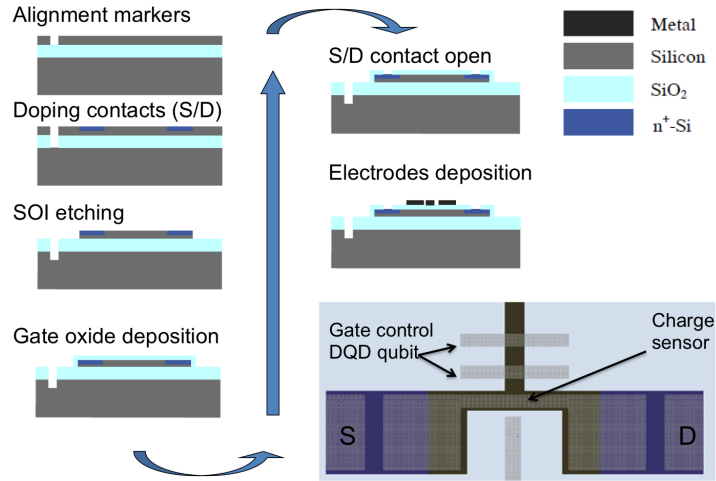 Alignment markers
Doping contacts (S/D)
SOI etching
Gate oxide deposition
S/D contact open
Electrodes deposition
Metal
Silicon
SiO₂
n⁺-Si
Gate control
DQD qubit
Charge
sensor
S
D